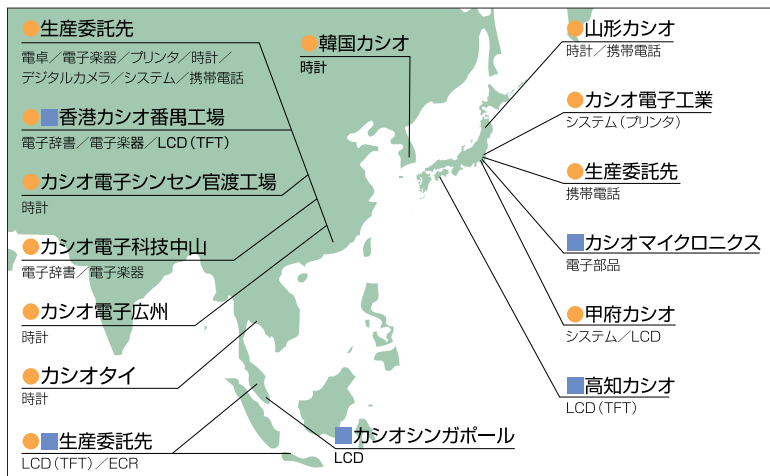 ●生産委託先
電卓／電子楽器／プリンタ／時計／
デジタルカメラ／システム／携帯電話
●■香港カシオ番禺工場
電子辞書／電子楽器／LCD(TFT)
●カシオ電子シンセン官渡工場
時計
●カシオ電子科技中山
電子辞書／電子楽器
●カシオ電子広州
時計
●カシオタイ
時計
●■生産委託先
LCD(TFT)／ECR
●韓国カシオ
時計
■カシオシンガポール
LCD
●山形カシオ
時計／携帯電話
●カシオ電子工業
システム(プリンタ)
●生産委託先
携帯電話
■カシオマイクロニクス
電子部品
●甲府カシオ
システム／LCD
■高知カシオ
LCD(TFT)